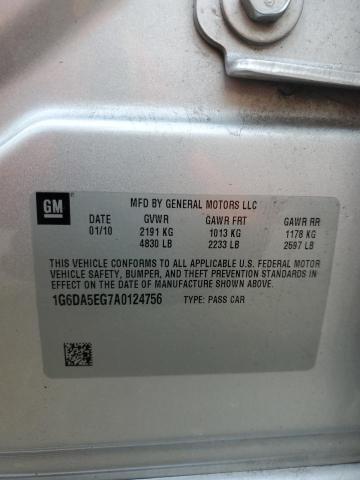 GM
MFD BY GENERAL MOTORS LLC
DATE GVWR GAWR FRT GAWR RR
01/10 2191 KG 1013 KG 1178 KG
4830 LB 2233 LB 2597 LB
THIS VEHICLE CONFORMS TO ALL APPLICABLE U.S. FEDERAL MOTOR
VEHICLE SAFETY, BUMPER, AND THEFT PREVENTION STANDARDS
IN EFFECT ON THE DATE OF MANUFACTURE SHOWN ABOVE.
1G6DA5EG7A0124756 TYPE: PASS CAR